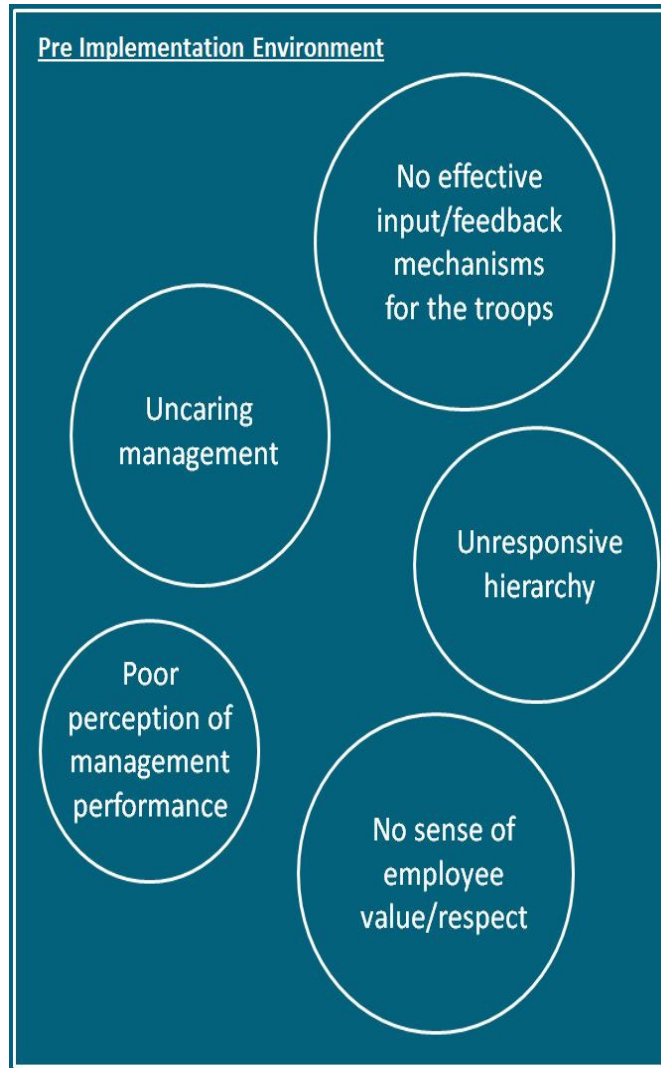 Pre Implementation Environment
No effective
input/feedback
mechanisms
for the troops
Uncaring
management
Unresponsive
hierarchy
Poor
perception of
management
performance
No sense of
employee
value/respect